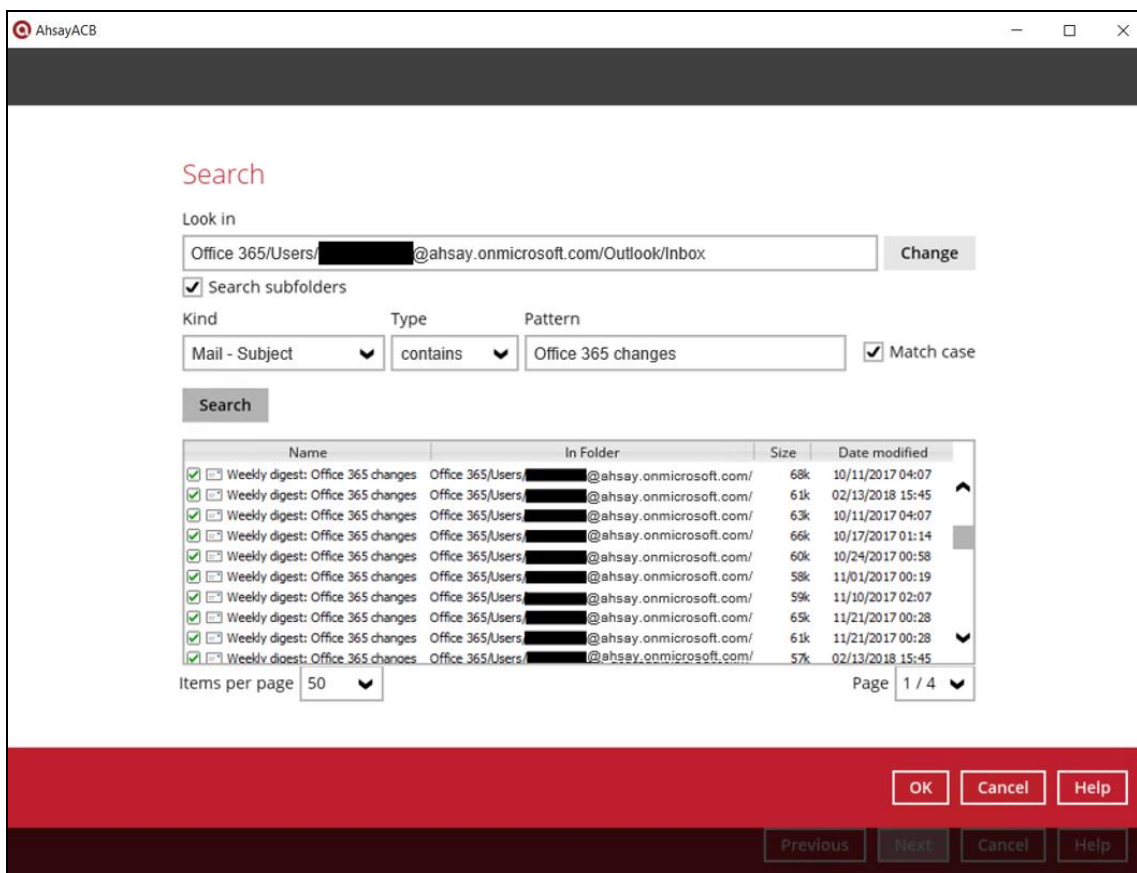 AhsayACB
Search
Look in
Office 365/Users/ @ahsay.onmicrosoft.com/Outlook/Inbox Change
Search subfolders
Kind Type Pattern
Mail - Subject contains Office 365 changes Match case
Search
Name In Folder Size Date modified
Weekly digest: Office 365 changes Office 365/Users/ @ahsay.onmicrosoft.com/ 68k 10/11/2017 04:07
Weekly digest: Office 365 changes Office 365/Users/ @ahsay.onmicrosoft.com/ 61k 02/13/2018 15:45
Weekly digest: Office 365 changes Office 365/Users/ @ahsay.onmicrosoft.com/ 63k 10/11/2017 04:07
Weekly digest: Office 365 changes Office 365/Users/ @ahsay.onmicrosoft.com/ 66k 10/17/2017 01:14
Weekly digest: Office 365 changes Office 365/Users/ @ahsay.onmicrosoft.com/ 60k 10/24/2017 00:58
Weekly digest: Office 365 changes Office 365/Users/ @ahsay.onmicrosoft.com/ 58k 11/01/2017 00:19
Weekly digest: Office 365 changes Office 365/Users/ @ahsay.onmicrosoft.com/ 59k 11/10/2017 02:07
Weekly digest: Office 365 changes Office 365/Users/ @ahsay.onmicrosoft.com/ 65k 11/21/2017 00:28
Weekly digest: Office 365 changes Office 365/Users/ @ahsay.onmicrosoft.com/ 61k 11/21/2017 00:28
Weekly digest: Office 365 changes Office 365/Users/ @ahsay.onmicrosoft.com/ 57k 02/13/2018 15:45
Items per page 50 Page 1 / 4
OK Cancel Help
Previous Next Cancel Help